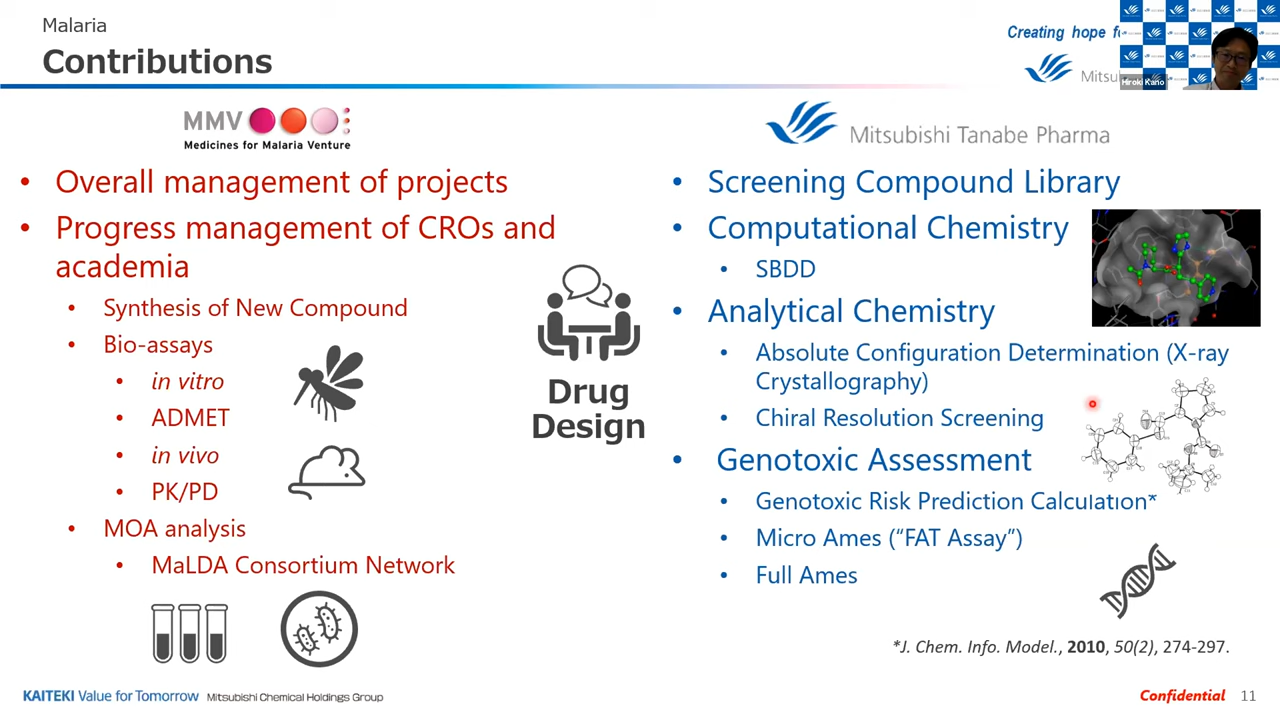 Malaria
Contributions
Creating hope f
Mitsu
Hiroki Kano
MMV
Medicines for Malaria Venture
• Overall management of projects
• Progress management of CROs and
academia
• Synthesis of New Compound
• Bio-assays
• in vitro
• ADMET
• in vivo
• PK/PD
• MOA analysis
• MaLDA Consortium Network
Drug
Design
Mitsubishi Tanabe Pharma
• Screening Compound Library
• Computational Chemistry
• SBDD
• Analytical Chemistry
• Absolute Configuration Determination (X-ray
Crystallography)
• Chiral Resolution Screening
• Genotoxic Assessment
• Genotoxic Risk Prediction Calculation*
• Micro Ames (“FAT Assay”)
• Full Ames
*J. Chem. Info. Model., 2010, 50(2), 274-297.
KAITEKI Value for Tomorrow Mitsubishi Chemical Holdings Group
Confidential 11